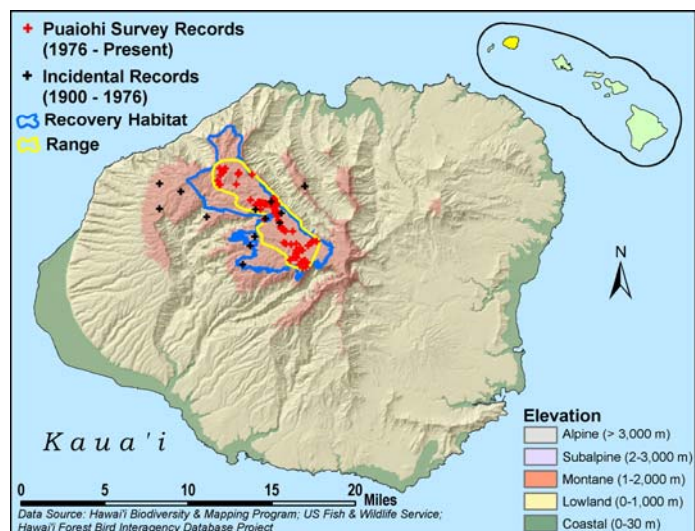 Puaiohi Survey Records
(1976 - Present)
Incidental Records
(1900 - 1976)
Recovery Habitat
Range
N
Kaua'i
Elevation
Alpine (> 3,000 m)
Subalpine (2-3,000 m)
Montane (1-2,000 m)
Lowland (0-1,000 m)
Coastal (0-30 m)
0 5 10 15 20
Miles
Data Source: Hawai'i Biodiversity & Mapping Program; US Fish & Wildlife Service;
Hawai'i Forest Bird Interagency Database Project